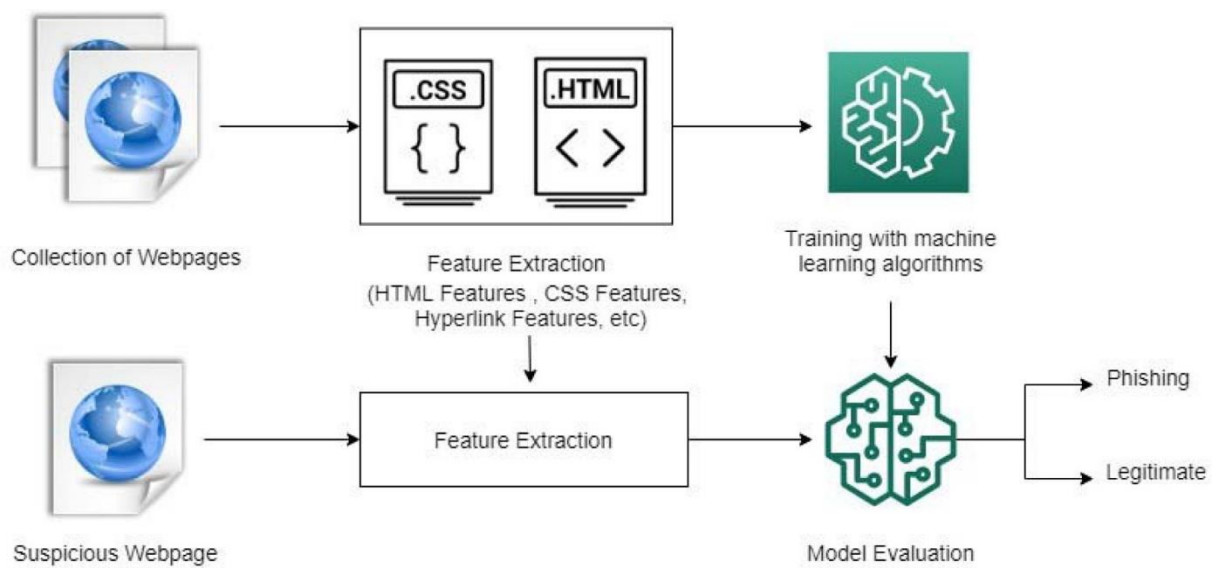 .CSS
{ }
.HTML
< >
Collection of Webpages
Feature Extraction
(HTML Features , CSS Features,
Hyperlink Features, etc)
Training with machine
learning algorithms
Feature Extraction
Phishing
Legitimate
Suspicious Webpage
Model Evaluation